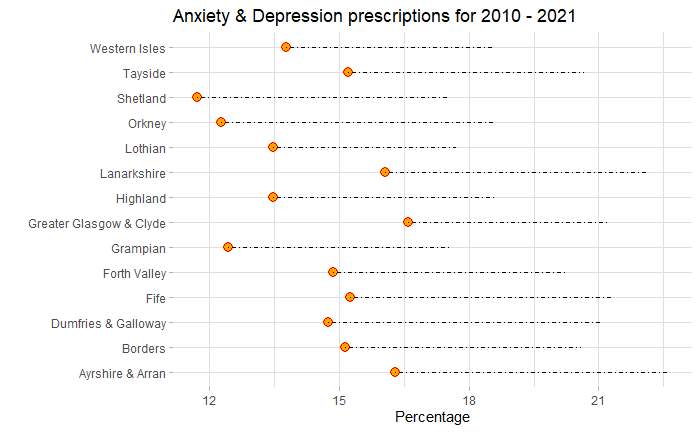 Anxiety & Depression prescriptions for 2010 - 2021
Western Isles
Tayside
Shetland
Orkney
Lothian
Lanarkshire
Highland
Greater Glasgow & Clyde
Grampian
Forth Valley
Fife
Dumfries & Galloway
Borders
Ayrshire & Arran
12 15 18 21
Percentage